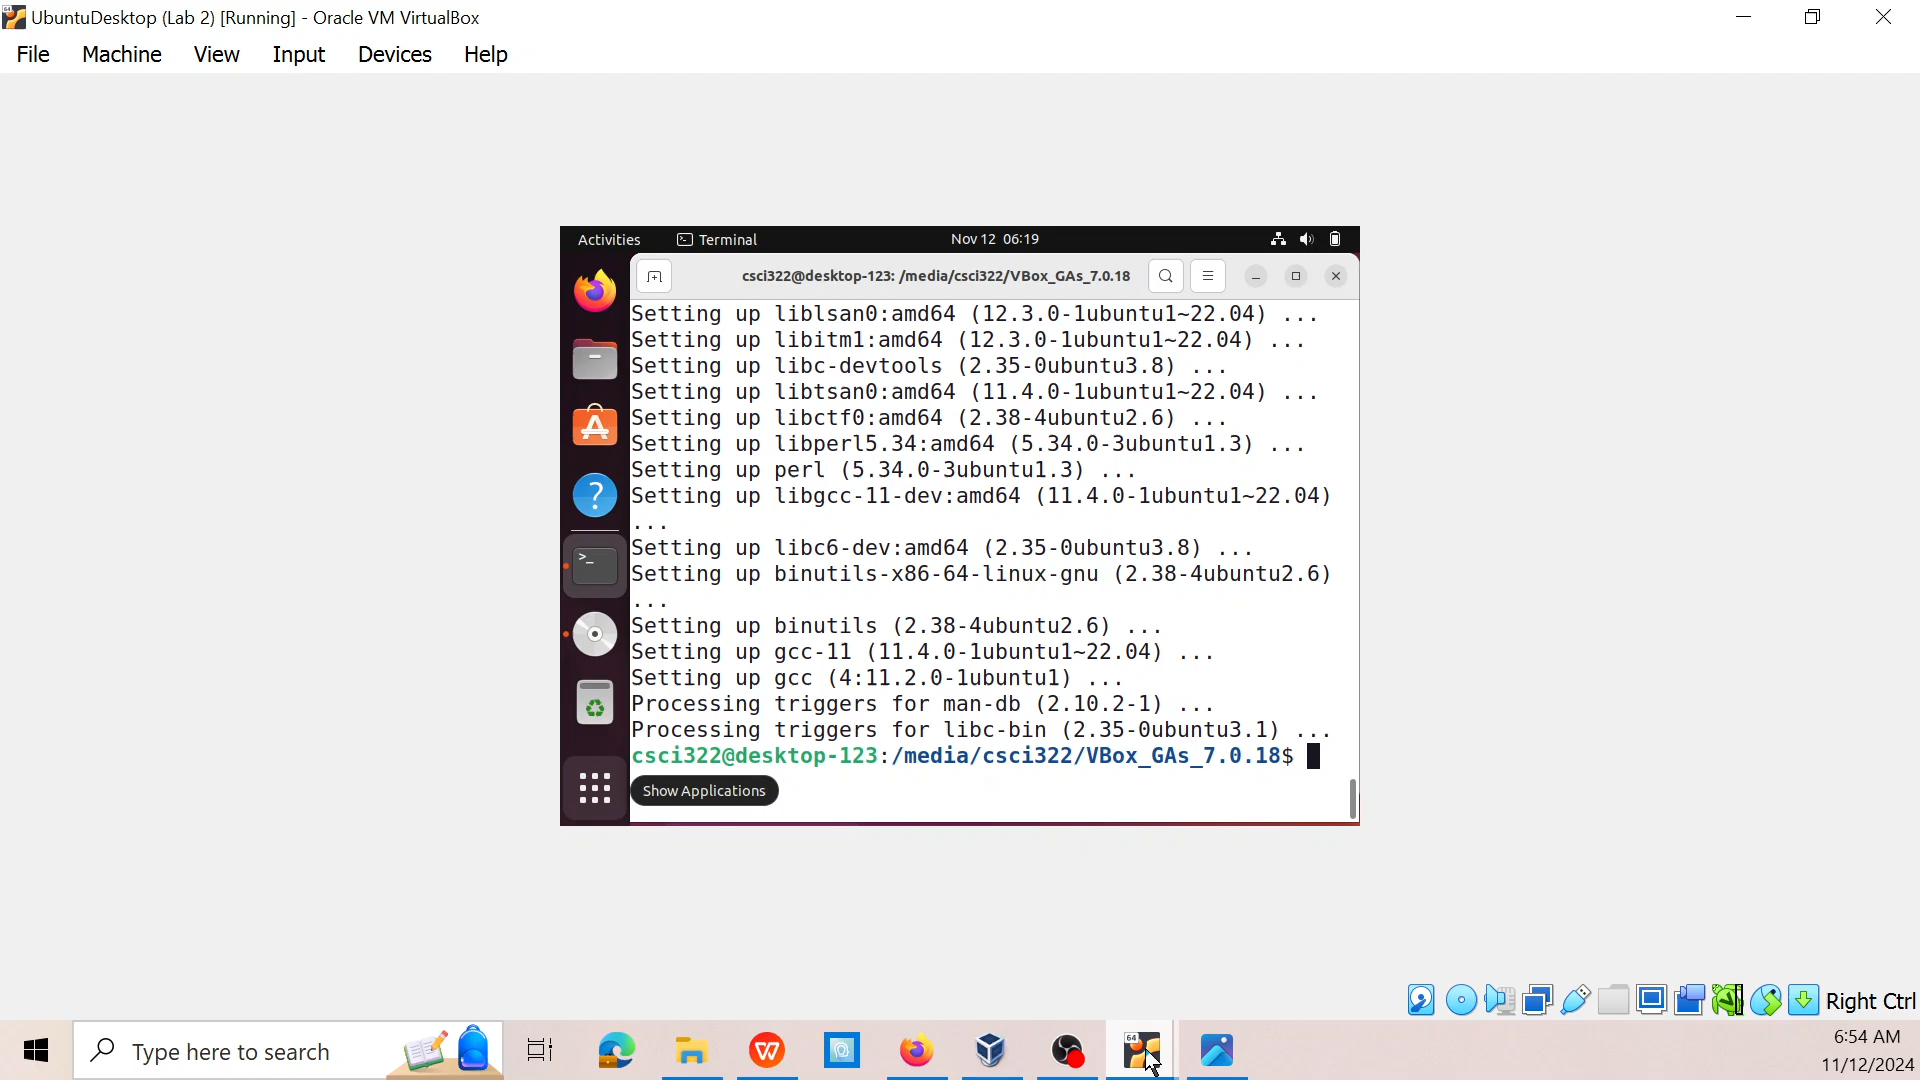 UbuntuDesktop (Lab 2) [Running] - Oracle VM VirtualBox
File Machine View Input Devices Help
Activities Terminal Nov 12 06:19
csci322@desktop-123: /media/csci322/VBox_GAs_7.0.18
Setting up liblsan0:amd64 (12.3.0-1ubuntu1~22.04) ...
Setting up libitm1:amd64 (12.3.0-1ubuntu1~22.04) ...
Setting up libc-devtools (2.35-0ubuntu3.8) ...
Setting up libtsan0:amd64 (11.4.0-1ubuntu1~22.04) ...
Setting up libctf0:amd64 (2.38-4ubuntu2.6) ...
Setting up libperl5.34:amd64 (5.34.0-3ubuntu1.3) ...
Setting up perl (5.34.0-3ubuntu1.3) ...
Setting up libgcc-11-dev:amd64 (11.4.0-1ubuntu1~22.04)
...
Setting up libc6-dev:amd64 (2.35-0ubuntu3.8) ...
Setting up binutils-x86-64-linux-gnu (2.38-4ubuntu2.6)
...
Setting up binutils (2.38-4ubuntu2.6) ...
Setting up gcc-11 (11.4.0-1ubuntu1~22.04) ...
Setting up gcc (4:11.2.0-1ubuntu1) ...
Processing triggers for man-db (2.10.2-1) ...
Processing triggers for libc-bin (2.35-0ubuntu3.1) ...
csci322@desktop-123:/media/csci322/VBox_GAs_7.0.18$
Show Applications
Right Ctrl
Type here to search
64
6:54 AM
11/12/2024